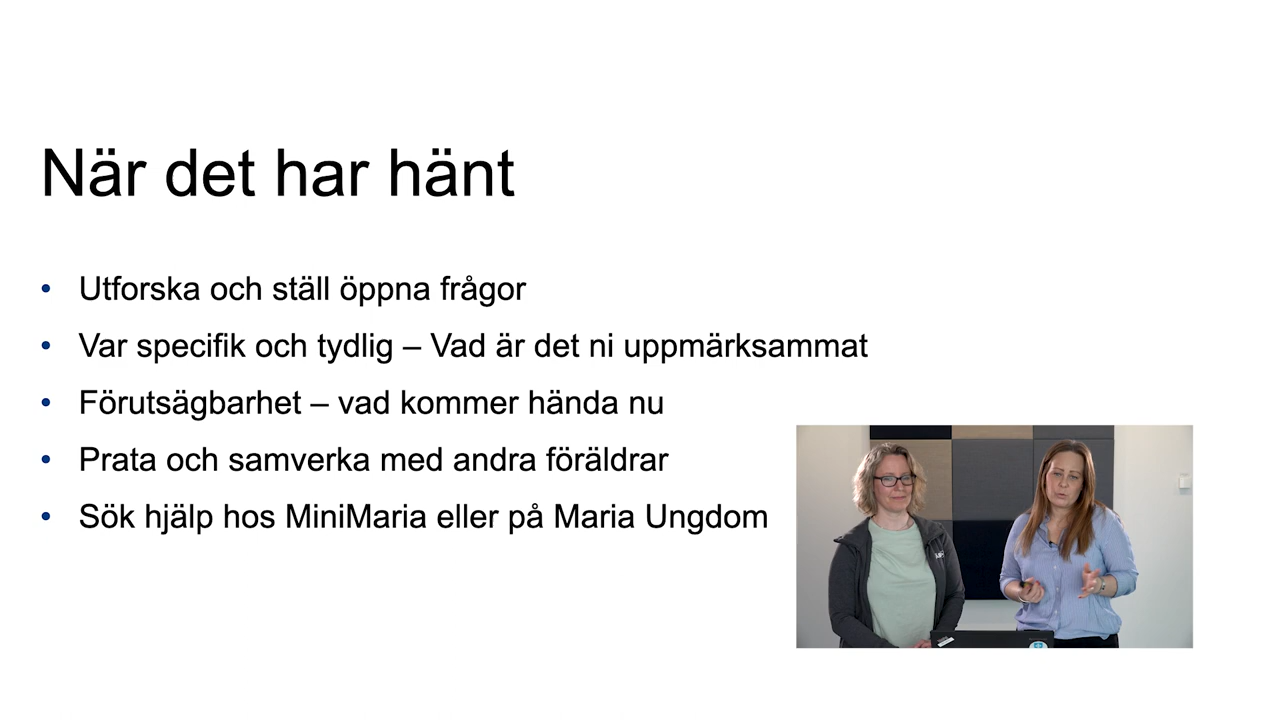 När det har hänt
• Utforska och ställ öppna frågor
• Var specifik och tydlig – Vad är det ni uppmärksammat
• Förutsägbarhet – vad kommer hända nu
• Prata och samverka med andra föräldrar
• Sök hjälp hos MiniMaria eller på Maria Ungdom